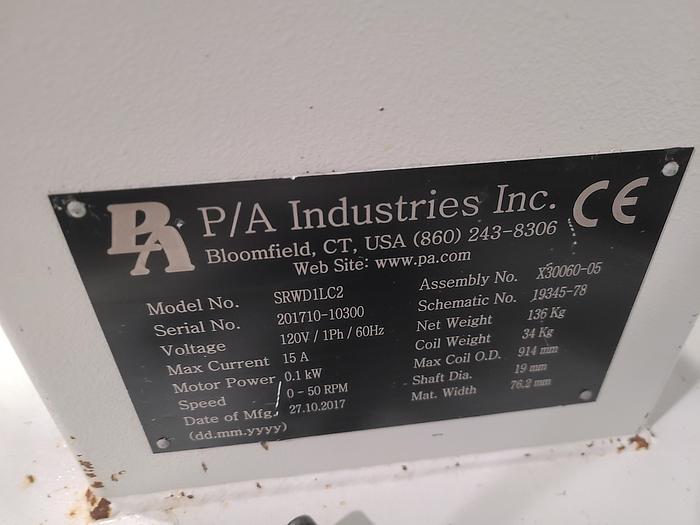 PA P/A Industries Inc. CE
Bloomfield, CT, USA (860) 243-8306
Web Site: www.pa.com
Model No. SRWD1LC2
Serial No. 201710-10300
Voltage 120V / 1Ph / 60Hz
Max Current 15 A
Motor Power 0.1 kW
Speed 0 - 50 RPM
Date of Mfg. 27.10.2017
(dd.mm.yyyy)
Assembly No. X30060-05
Schematic No. 19345-78
Net Weight 136 Kg
Coil Weight 34 Kg
Max Coil O.D. 914 mm
Shaft Dia. 19 mm
Mat. Width 76.2 mm